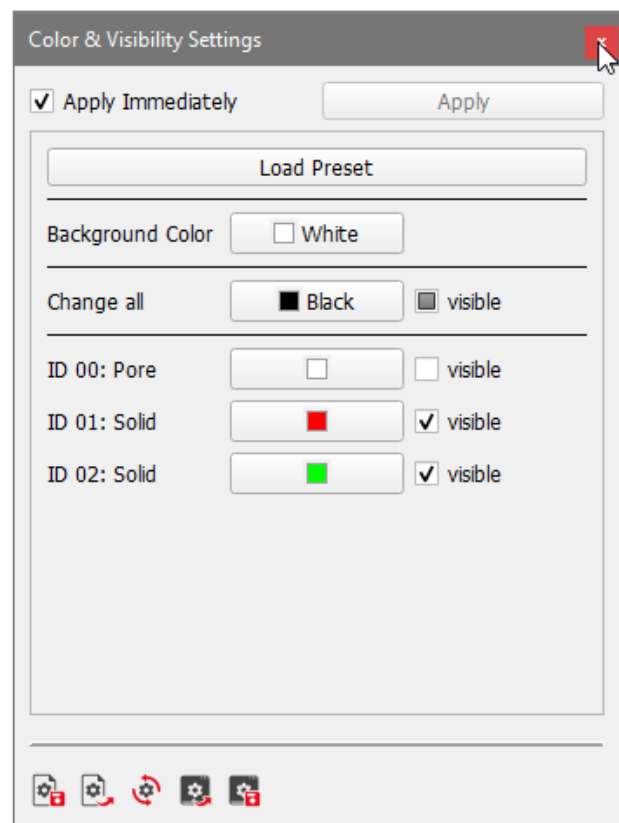 Color & Visibility Settings
Apply Immediately Apply
Load Preset
Background Color White
Change all Black visible
ID 00: Pore visible
ID 01: Solid visible
ID 02: Solid visible